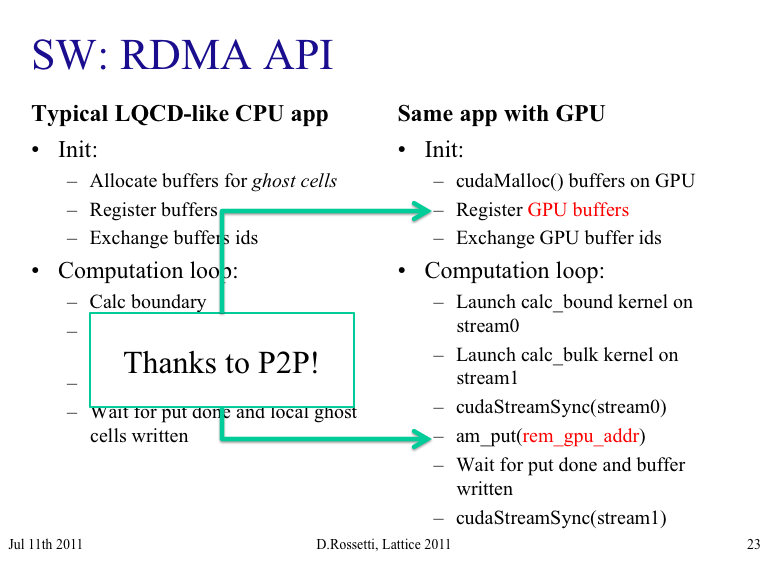 SW: RDMA API
Typical LQCD-like CPU app
• Init:
– Allocate buffers for ghost cells
– Register buffers
– Exchange buffers ids
• Computation loop:
– Calc boundary
–
–
– Wait for put done and local ghost
cells written
Thanks to P2P!
Same app with GPU
• Init:
– cudaMalloc() buffers on GPU
– Register GPU buffers
– Exchange GPU buffer ids
• Computation loop:
– Launch calc_bound kernel on
stream0
– Launch calc_bulk kernel on
stream1
– cudaStreamSync(stream0)
– am_put(rem_gpu_addr)
– Wait for put done and buffer
written
– cudaStreamSync(stream1)
Jul 11th 2011
D.Rossetti, Lattice 2011
23